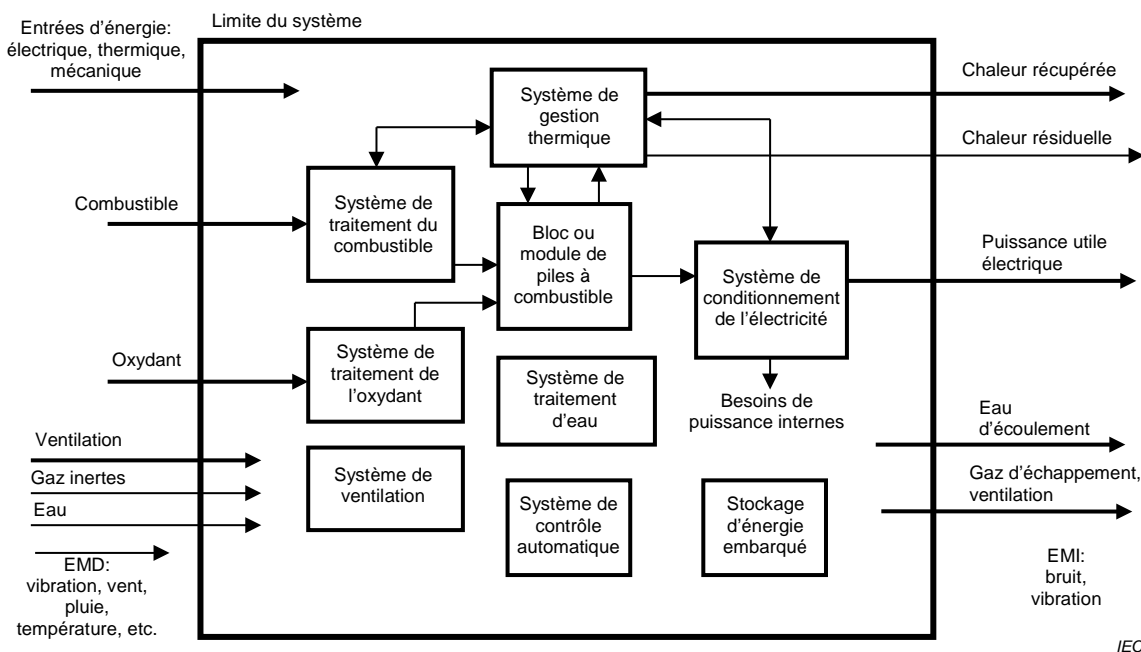 Limite du système
Entrées d’énergie:
électrique, thermique,
mécanique
Chaleur récupérée
Système de
gestion
thermique
Chaleur résiduelle
Combustible
Système de
traitement du
combustible
Bloc ou
module de
piles à
combustible
Système de
conditionnement
de l’électricité
Puissance utile
électrique
Oxydant
Système de
traitement de
l’oxydant
Système de
traitement
d’eau
Besoins de
puissance internes
Eau
d’écoulement
Ventilation
Gaz inertes
Eau
Système de
ventilation
Système de
contrôle
automatique
Stockage
d’énergie
embarqué
Gaz d’échappement,
ventilation
EMD:
vibration, vent,
pluie,
température, etc.
EMI:
bruit,
vibration
IEC